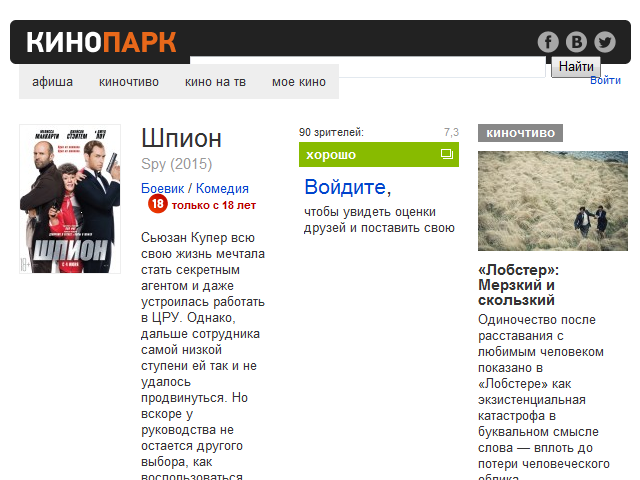 КИНОПАРК
Найти
Войти
афиша киночтиво кино на тв мое кино
МЕЛИССА МАККАРТИ ДЖЕЙСОН СТЭЙТЕМ И ДЖУД ЛОУ
ШПИОН
Шпион
Spy (2015)
Боевик / Комедия
18 только с 18 лет
Сьюзан Купер всю
свою жизнь мечтала
стать секретным
агентом и даже
устроилась работать
в ЦРУ. Однако,
дальше сотрудника
самой низкой
ступени ей так и не
удалось
продвинуться. Но
вскоре у
руководства не
остается другого
выбора, как
воспользоваться
90 зрителей: 7,3
хорошо
Войдите,
чтобы увидеть оценки
друзей и поставить свою
киночтиво
«Лобстер»:
Мерзкий и
скользкий
Одиночество после
расставания с
любимым человеком
показано в
«Лобстере» как
экзистенциальная
катастрофа в
буквальном смысле
слова — вплоть до
потери человеческого
облика